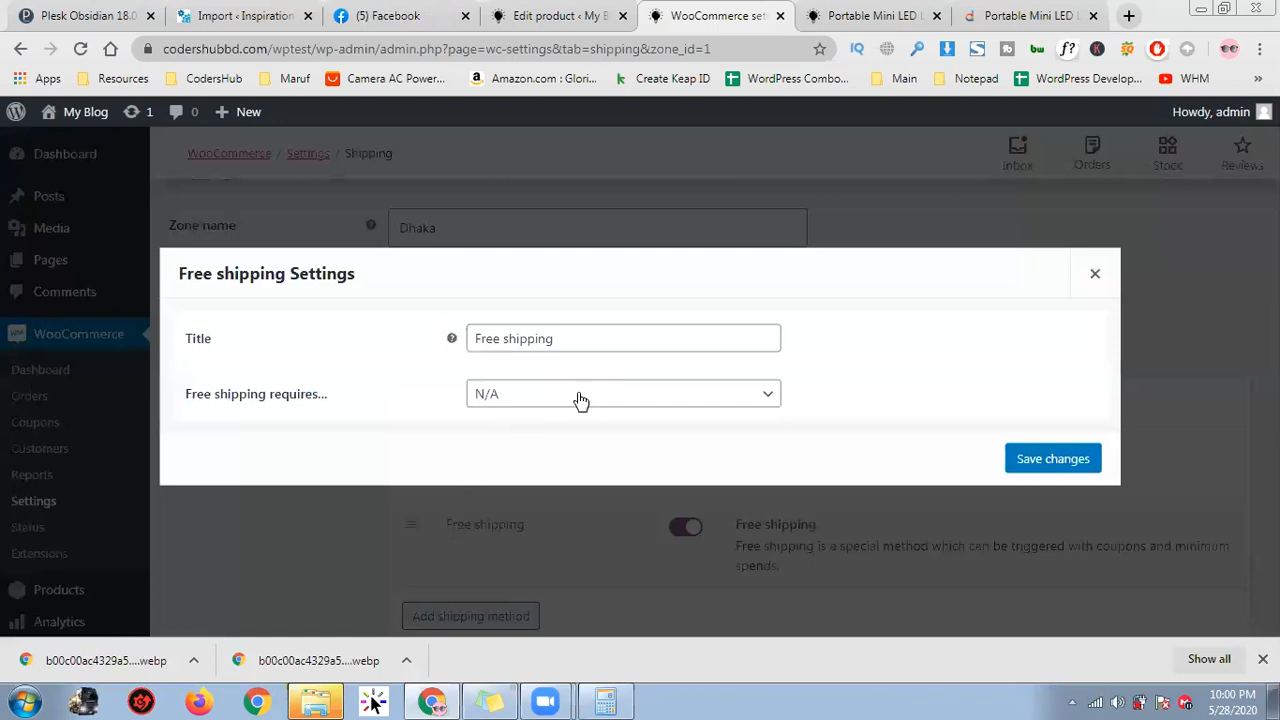 Plesk Obsidian 18.0
Import ‹ Inspiration
(5) Facebook
Edit product ‹ My B
WooCommerce set
Portable Mini LED L
Portable Mini LED L
codershubbd.com/wptest/wp-admin/admin.php?page=wc-settings&tab=shipping&zone_id=1
Apps
Resources
CodersHub
Maruf
Camera AC Powe...
Amazon.com : Glori...
Create Keap ID
WordPress Combo...
Main
Notepad
WordPress Develop...
WHM
My Blog
1
0
New
Howdy, admin
Dashboard
Posts
Media
Pages
Comments
WooCommerce
Dashboard
Orders
Coupons
Customers
Reports
Settings
Status
Extensions
Products
Analytics
WooCommerce / Settings / Shipping
Inbox
Orders
Stock
Reviews
Zone name
Dhaka
Free shipping Settings
Title
Free shipping
Free shipping requires...
N/A
Save changes
Free shipping
Free shipping
Free shipping is a special method which can be triggered with coupons and minimum
spends.
Add shipping method
b00c00ac4329a5....webp
b00c00ac4329a5....webp
Show all
10:00 PM
5/28/2020